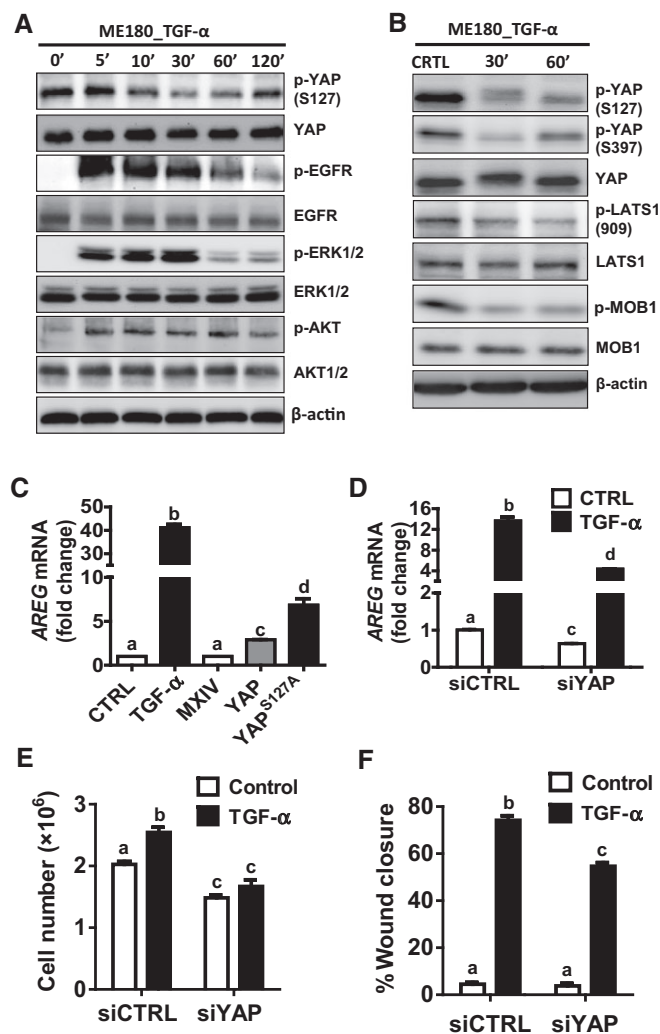 A
ME180_TGF-α
0' 5' 10' 30' 60' 120'
p-YAP
(S127)
YAP
p-EGFR
EGFR
p-ERK1/2
ERK1/2
p-AKT
AKT1/2
β-actin
B
ME180_TGF-α
CRTL 30' 60'
p-YAP
(S127)
p-YAP
(S397)
YAP
p-LATS1
(909)
LATS1
p-MOB1
MOB1
β-actin
C
AREG mRNA
(fold change)
50
40
30
20
10
5
0
a b a c d
CTRL TGF-α MXIV YAP YAP^S127A
D
AREG mRNA
(fold change)
16
12
8
4
2
1
0
a b c d
CTRL
TGF-α
siCTRL siYAP
E
Cell number (×10^6)
3
2
1
0
a b c c
Control
TGF-α
siCTRL siYAP
F
% Wound closure
80
60
40
20
0
a b a c
Control
TGF-α
siCTRL siYAP